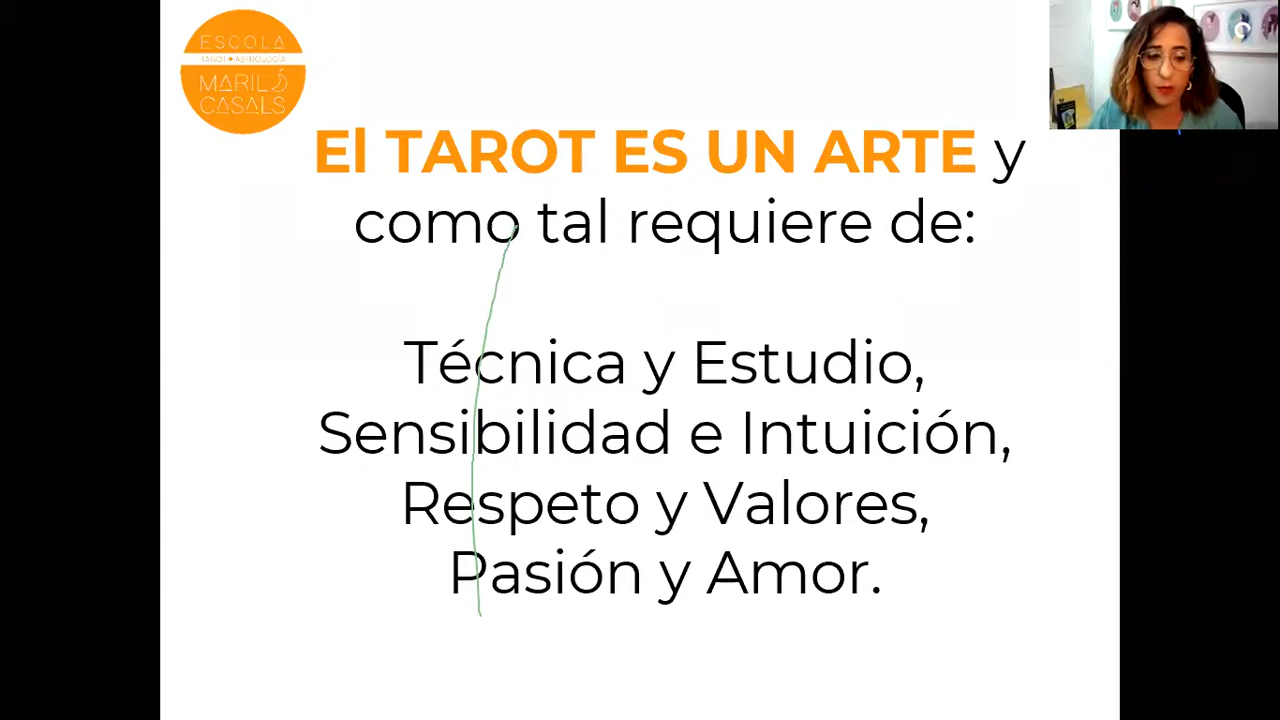 ESCOLA
TAROT★ASTROLOGÍA
MARILÓ
CASALS
El TAROT ES UN ARTE y
como tal requiere de:
Técnica y Estudio,
Sensibilidad e Intuición,
Respeto y Valores,
Pasión y Amor.